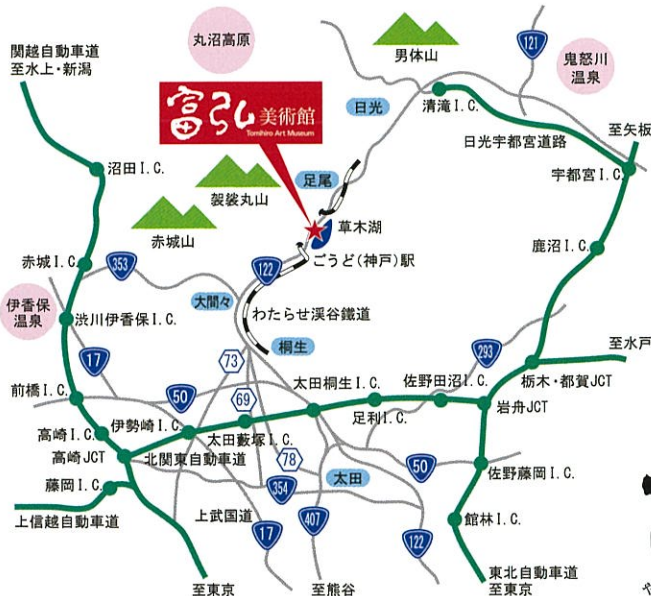 関越自動車道
至水上・新潟
丸沼高原
男体山
121
鬼怒川
温泉
富弘美術館
Tomihiro Art Museum
日光
清滝I.C.
日光宇都宮道路
至矢板
宇都宮I.C.
沼田I.C.
袈裟丸山
足尾
赤城山
草木湖
鹿沼I.C.
ごうど(神戸)駅
赤城I.C.
353
122
伊香保
温泉
大間々
わたらせ渓谷鐵道
渋川伊香保I.C.
桐生
至水戸
17
73
293
栃木・都賀JCT
前橋I.C.
50
69
太田桐生I.C.
佐野田沼I.C.
岩舟JCT
高崎I.C.
伊勢崎I.C.
太田藪塚I.C.
足利I.C.
高崎JCT
北関東自動車道
78
太田
50
佐野藤岡I.C.
藤岡I.C.
354
上信越自動車道
上武国道
17
407
122
館林I.C.
至東京
至熊谷
東北自動車道
至東京
や